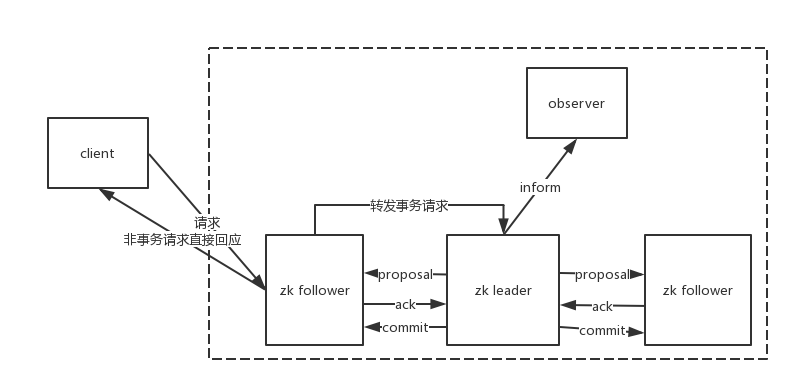 observer
client
inform
转发事务请求
请求
非事务请求直接回应
zk follower
proposal
ack
commit
zk leader
proposal
ack
commit
zk follower